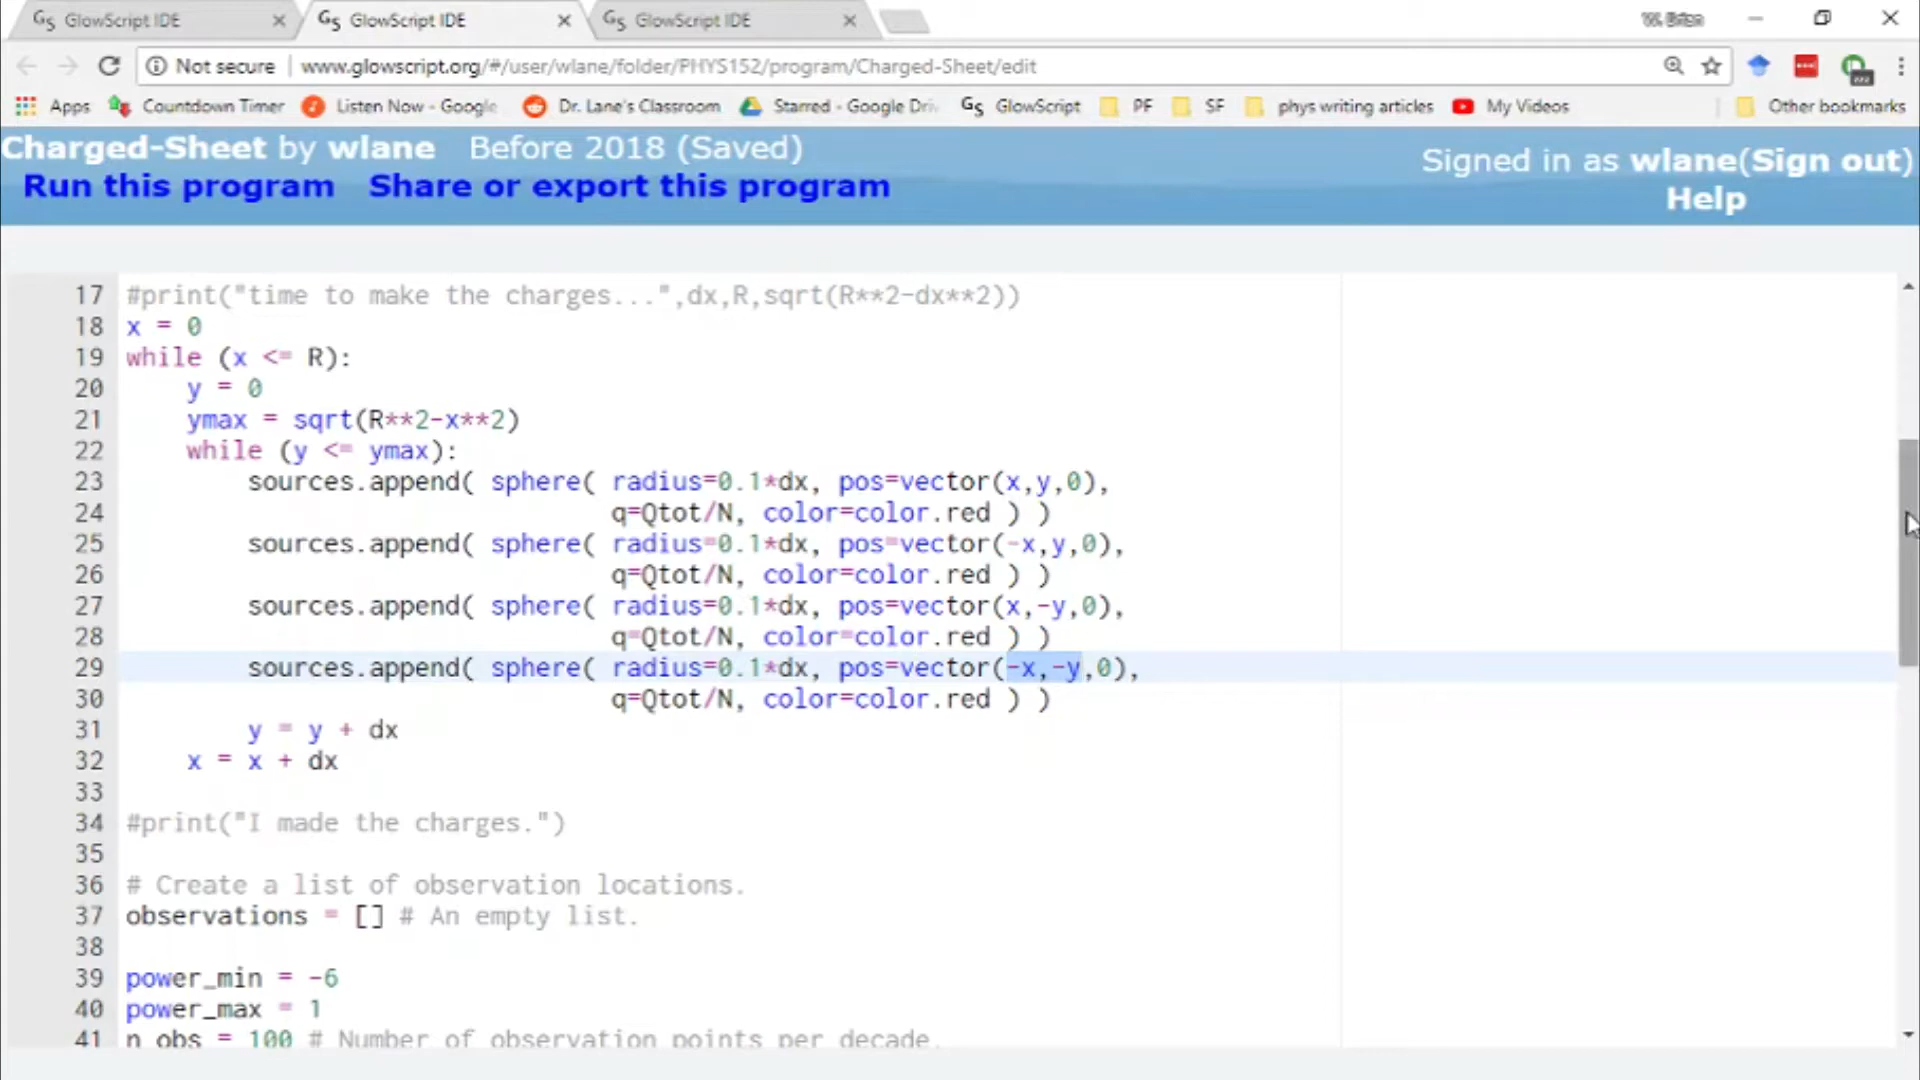 GlowScript IDE
GlowScript IDE
GlowScript IDE
Not secure
www.glowscript.org/#/user/wlane/folder/PHYS152/program/Charged-Sheet/edit
Apps
Countdown Timer
Listen Now - Google
Dr. Lane's Classroom
Starred - Google Driv
GlowScript
PF
SF
phys writing articles
My Videos
Other bookmarks
Charged-Sheet by wlane Before 2018 (Saved)
Signed in as wlane(Sign out)
Run this program Share or export this program
Help
17 #print("time to make the charges...",dx,R,sqrt(R**2-dx**2))
18 x = 0
19 while (x <= R):
20 y = 0
21 ymax = sqrt(R**2-x**2)
22 while (y <= ymax):
23 sources.append( sphere( radius=0.1*dx, pos=vector(x,y,0),
24 q=Qtot/N, color=color.red ) )
25 sources.append( sphere( radius=0.1*dx, pos=vector(-x,y,0),
26 q=Qtot/N, color=color.red ) )
27 sources.append( sphere( radius=0.1*dx, pos=vector(x,-y,0),
28 q=Qtot/N, color=color.red ) )
29 sources.append( sphere( radius=0.1*dx, pos=vector(-x,-y,0),
30 q=Qtot/N, color=color.red ) )
31 y = y + dx
32 x = x + dx
33
34 #print("I made the charges.")
35
36 # Create a list of observation locations.
37 observations = [] # An empty list.
38
39 power_min = -6
40 power_max = 1
41 n_obs = 100 # Number of observation points per decade.